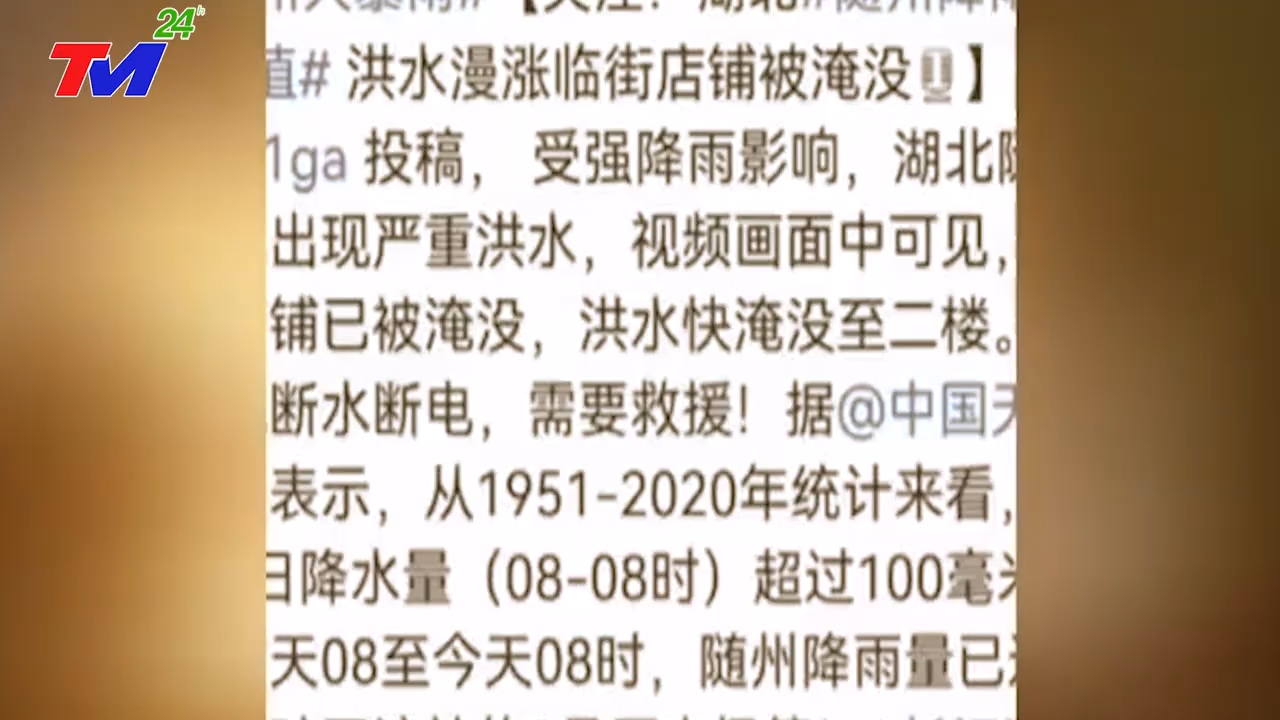 TM 24h
值# 洪水漫涨临街店铺被淹没】
1ga 投稿，受强降雨影响，湖北
出现严重洪水，视频画面中可见，
铺已被淹没，洪水快淹没至二楼。
断水断电，需要救援！据@中国天
表示，从1951-2020年统计来看，
日降水量（08-08时）超过100毫米
天08至今天08时，随州降雨量已